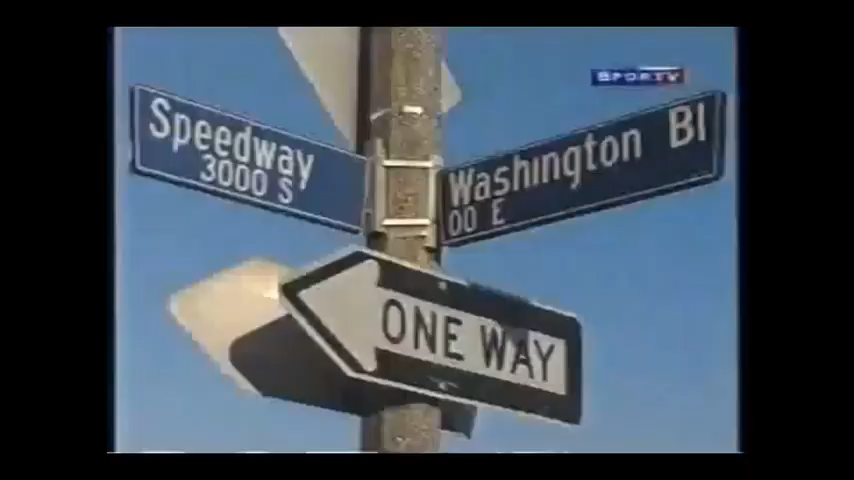 SPORTV
Speedway
3000 S
Washington Bl
00 E
ONE WAY